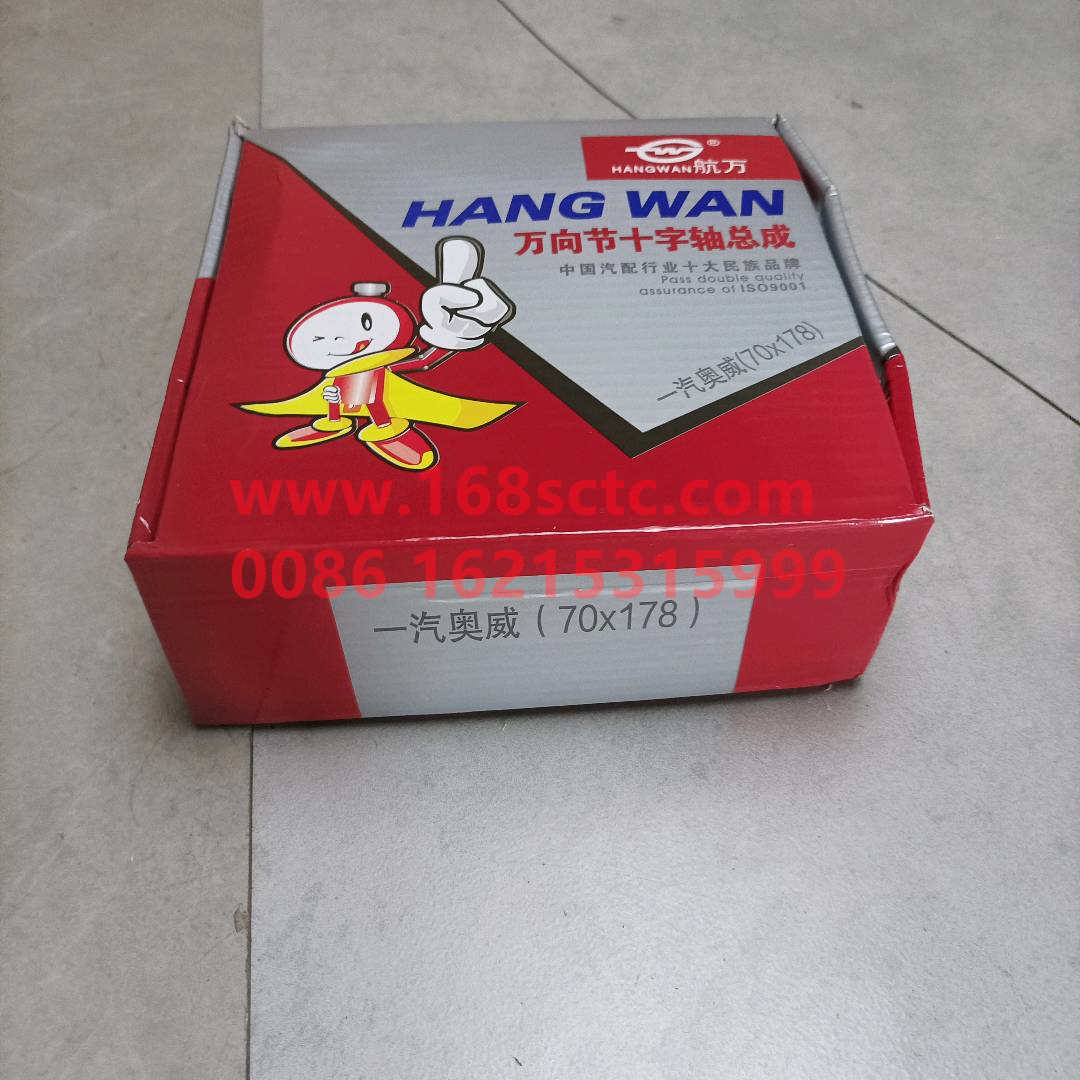 HANGWAN航万®
HANG WAN
万向节十字轴总成
中国汽配行业十大民族品牌
Pass double quality
assurance of ISO9001
一汽奥威(70x178)
www.168sctc.com
0086 16215315999
一汽奥威(70x178)